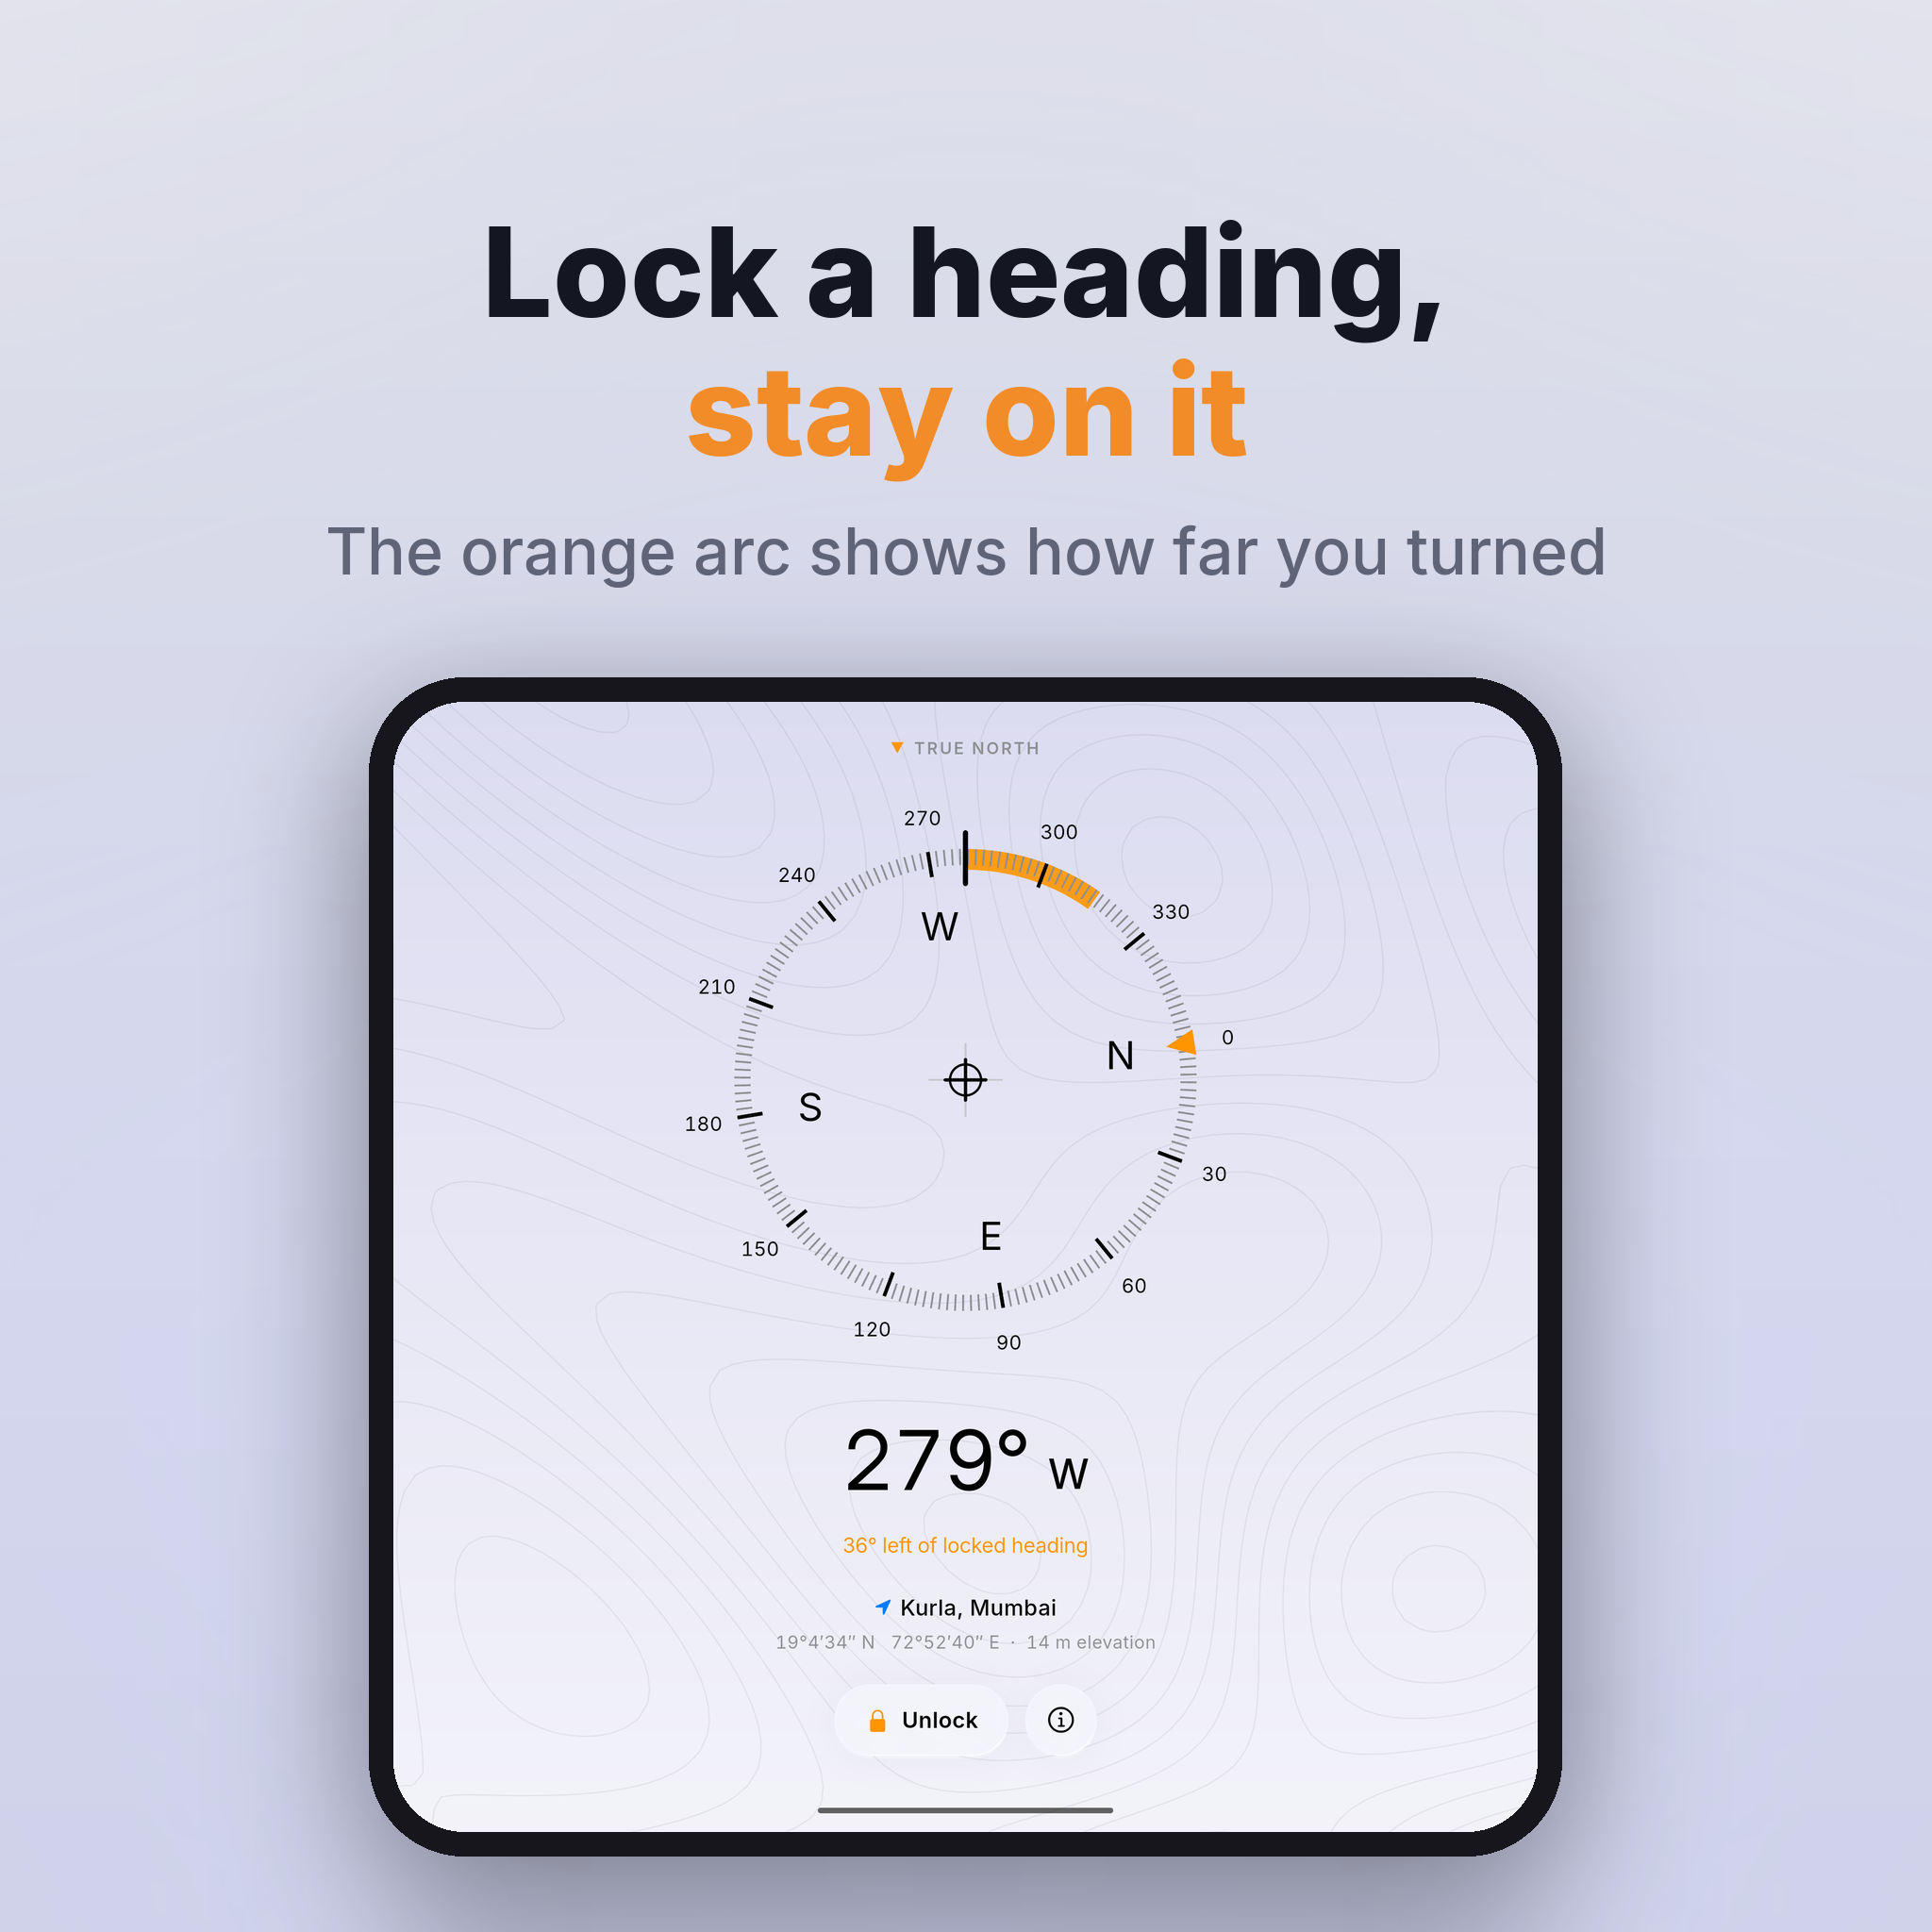 Lock a heading,
stay on it
The orange arc shows how far you turned
TRUE NORTH
270
300
240
330
W
210
0
N
S
180
30
E
150
60
120
90
279° W
36° left of locked heading
Kurla, Mumbai
19°4′34″ N 72°52′40″ E · 14 m elevation
Unlock